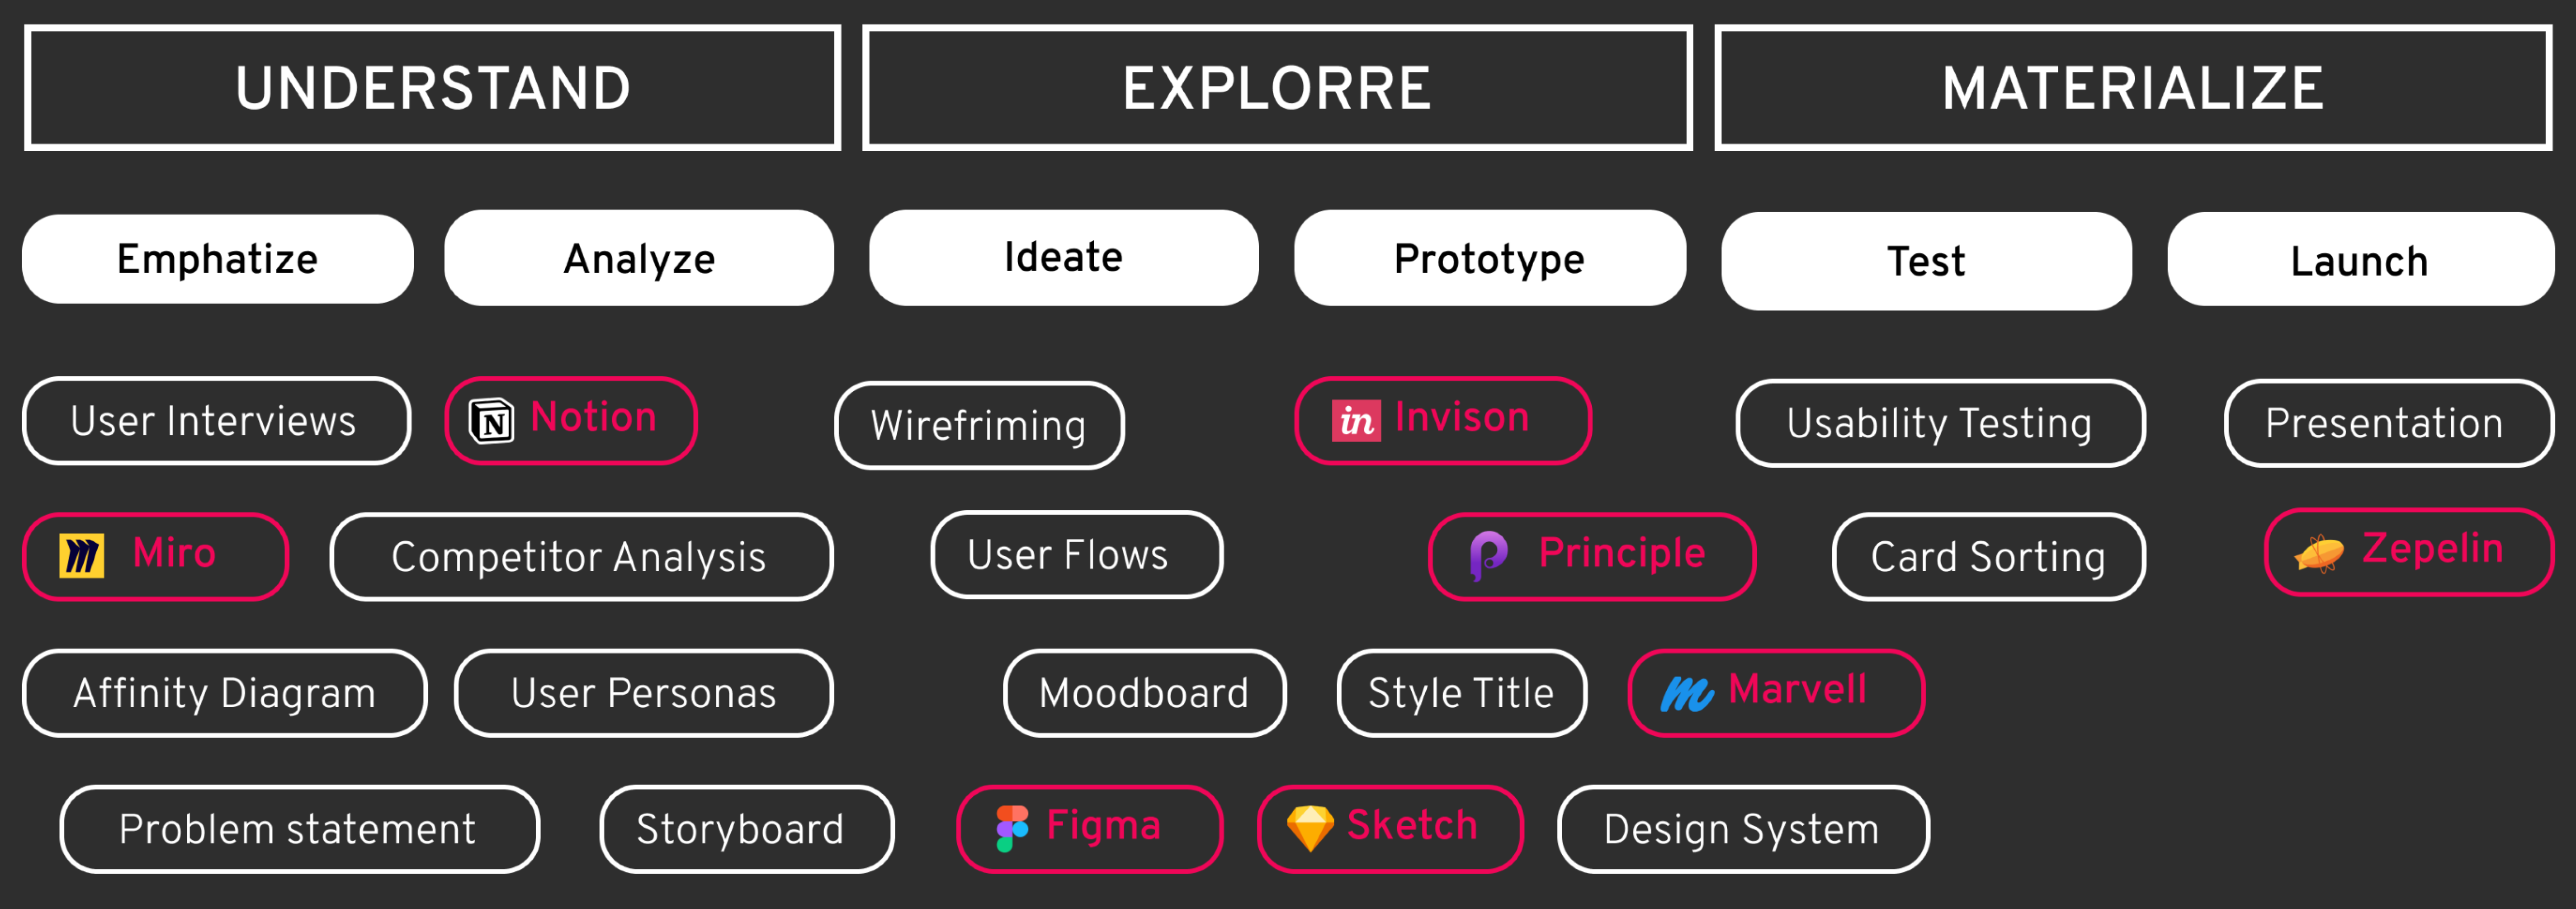 UNDERSTAND
EXPLORRE
MATERIALIZE
Emphatize
Analyze
Ideate
Prototype
Test
Launch
User Interviews
N Notion
Wirefriming
in Invison
Usability Testing
Presentation
Miro
Competitor Analysis
User Flows
Principle
Card Sorting
Zepelin
Affinity Diagram
User Personas
Moodboard
Style Title
Marvell
Problem statement
Storyboard
Figma
Sketch
Design System